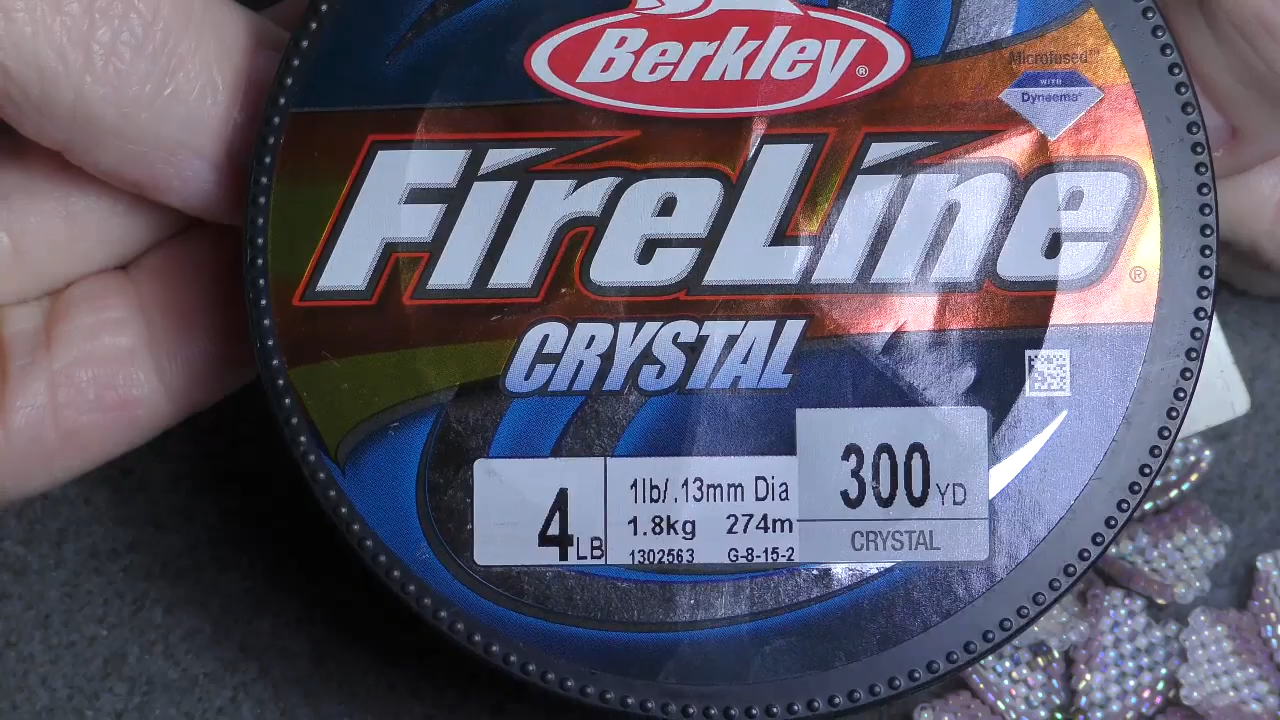 Berkley®
Microfused™
WITH
Dyneema®
FireLine®
CRYSTAL
4LB
1lb/.13mm Dia
1.8kg 274m
1302563 G-8-15-2
300YD
CRYSTAL